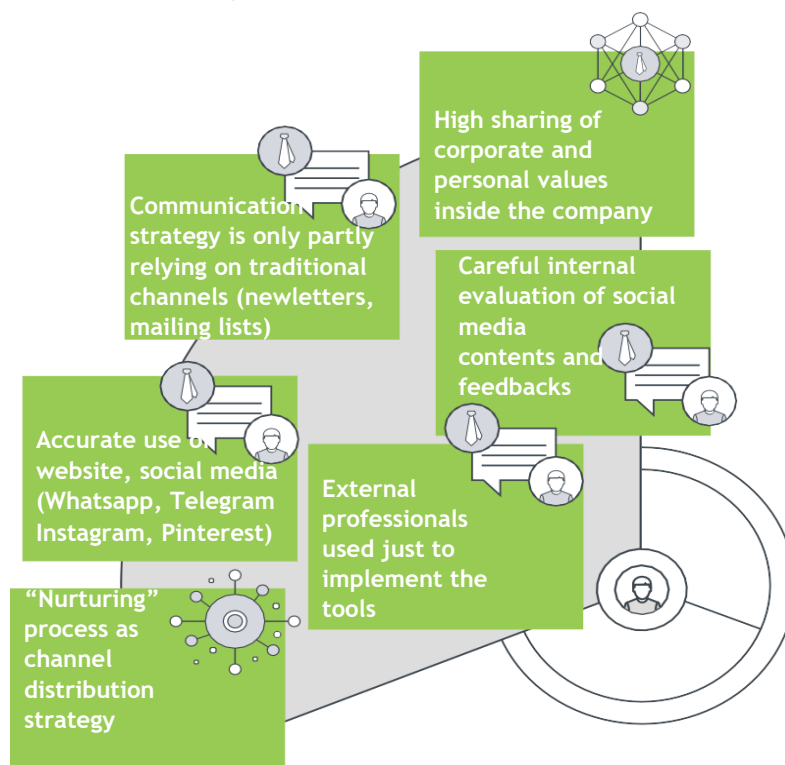 High sharing of
corporate and
personal values
inside the company
Communication
strategy is only partly
relying on traditional
channels (newletters,
mailing lists)
Careful internal
evaluation of social
media
contents and
feedbacks
Accurate use of
website, social media
(Whatsapp, Telegram
Instagram, Pinterest)
External
professionals
used just to
implement the
tools
“Nurturing”
process as
channel
distribution
strategy